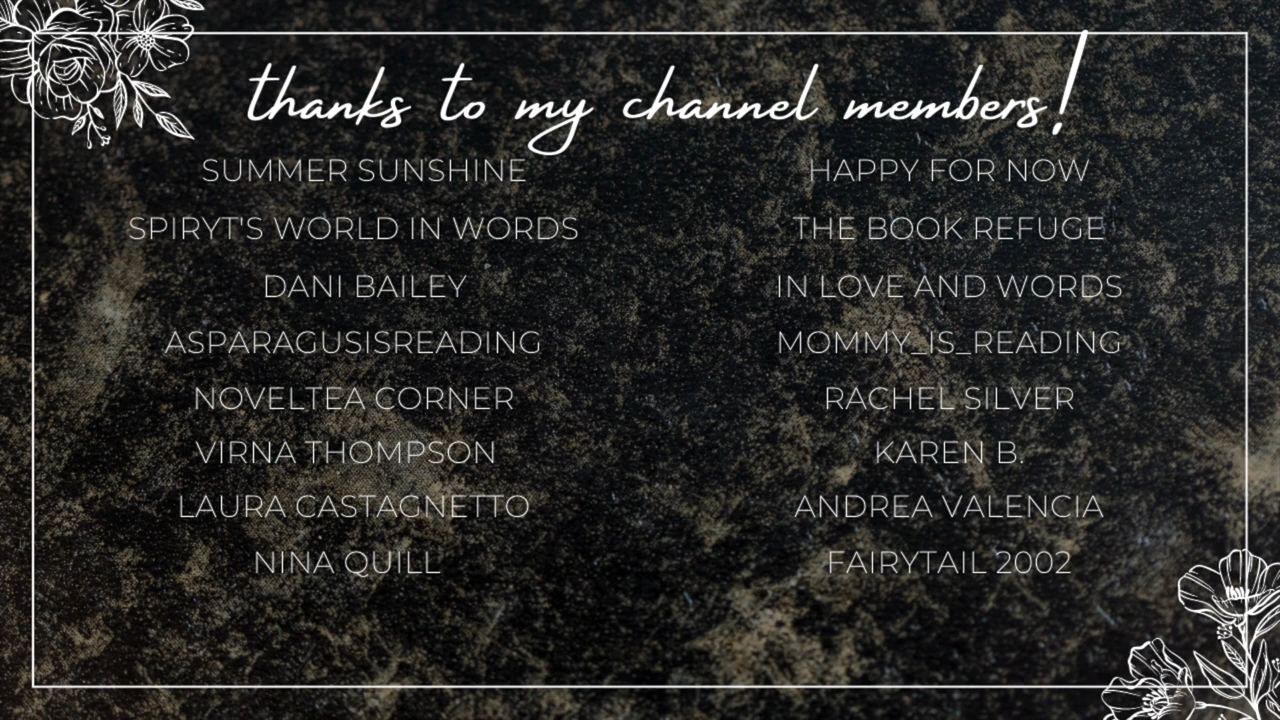 thanks to my channel members!
SUMMER SUNSHINE
SPIRYT'S WORLD IN WORDS
DANI BAILEY
ASPARAGUSISREADING
NOVELTEA CORNER
VIRNA THOMPSON
LAURA CASTAGNETTO
NINA QUILL
HAPPY FOR NOW
THE BOOK REFUGE
IN LOVE AND WORDS
MOMMY_IS_READING
RACHEL SILVER
KAREN B.
ANDREA VALENCIA
FAIRYTAIL 2002